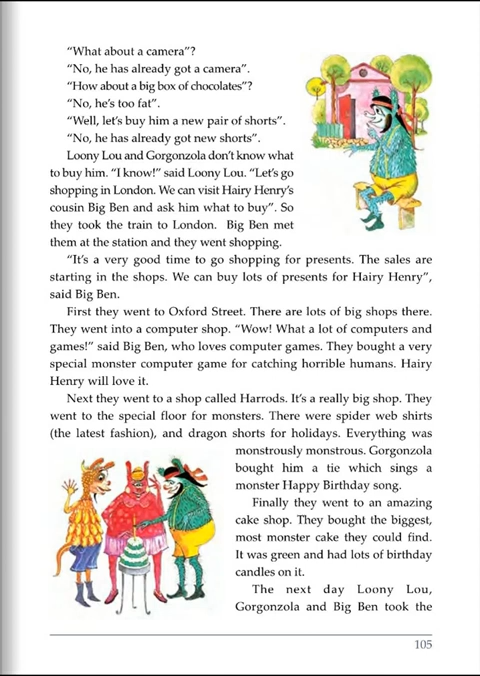 “What about a camera”?
“No, he has already got a camera”.
“How about a big box of chocolates”?
“No, he’s too fat”.
“Well, let’s buy him a new pair of shorts”.
“No, he has already got new shorts”.
Loony Lou and Gorgonzola don’t know what
to buy him. “I know!” said Loony Lou. “Let’s go
shopping in London. We can visit Hairy Henry’s
cousin Big Ben and ask him what to buy”. So
they took the train to London. Big Ben met
them at the station and they went shopping.
“It’s a very good time to go shopping for presents. The sales are
starting in the shops. We can buy lots of presents for Hairy Henry”,
said Big Ben.
First they went to Oxford Street. There are lots of big shops there.
They went into a computer shop. “Wow! What a lot of computers and
games!” said Big Ben, who loves computer games. They bought a very
special monster computer game for catching horrible humans. Hairy
Henry will love it.
Next they went to a shop called Harrods. It’s a really big shop. They
went to the special floor for monsters. There were spider web shirts
(the latest fashion), and dragon shorts for holidays. Everything was
monstrously monstrous. Gorgonzola
bought him a tie which sings a
monster Happy Birthday song.
Finally they went to an amazing
cake shop. They bought the biggest,
most monster cake they could find.
It was green and had lots of birthday
candles on it.
The next day Loony Lou,
Gorgonzola and Big Ben took the
105